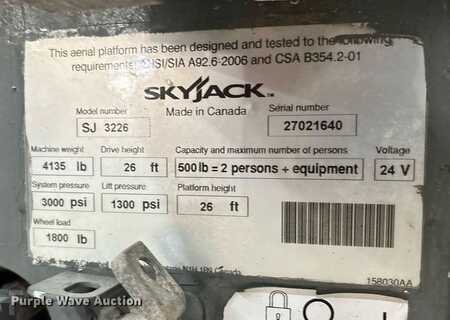 This aerial platform has been designed and tested to the following
requirements ANSI/SIA A92.6-2006 and CSA B354.2-01
SKYJACK
Made in Canada
Model number
SJ 3226
Serial number
27021640
Machine weight
4135 lb
Drive height
26 ft
Capacity and maximum number of persons
500 lb = 2 persons + equipment
Voltage
24 V
System pressure
3000 psi
Lift pressure
1300 psi
Platform height
26 ft
Wheel load
1800 lb
Canada
158030AA
Purple Wave Auction